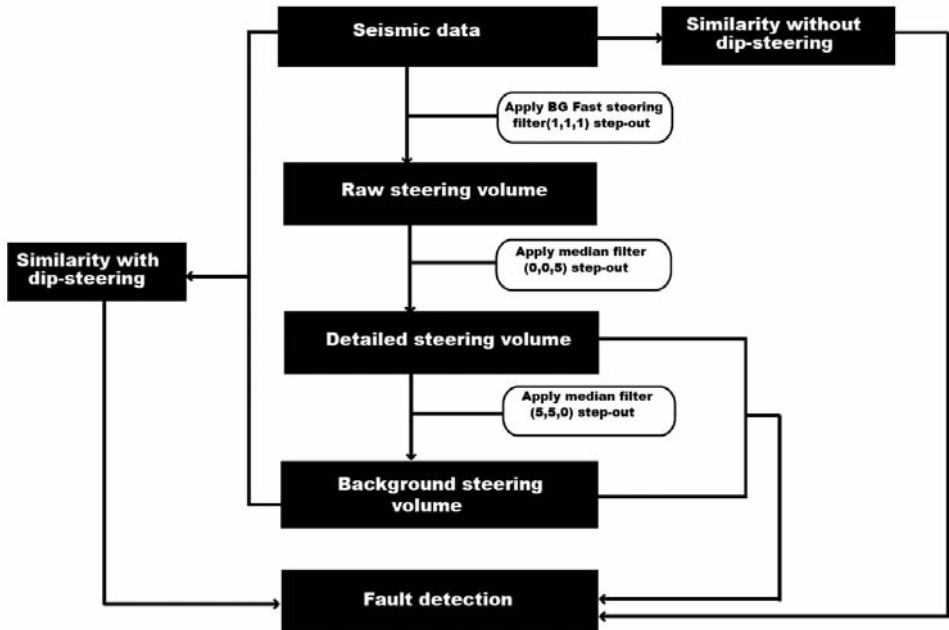 Seismic data
Similarity without
dip-steering
Apply BG Fast steering
filter(1,1,1) step-out
Raw steering volume
Similarity with
dip-steering
Apply median filter
(0,0,5) step-out
Detailed steering volume
Apply median filter
(5,5,0) step-out
Background steering
volume
Fault detection